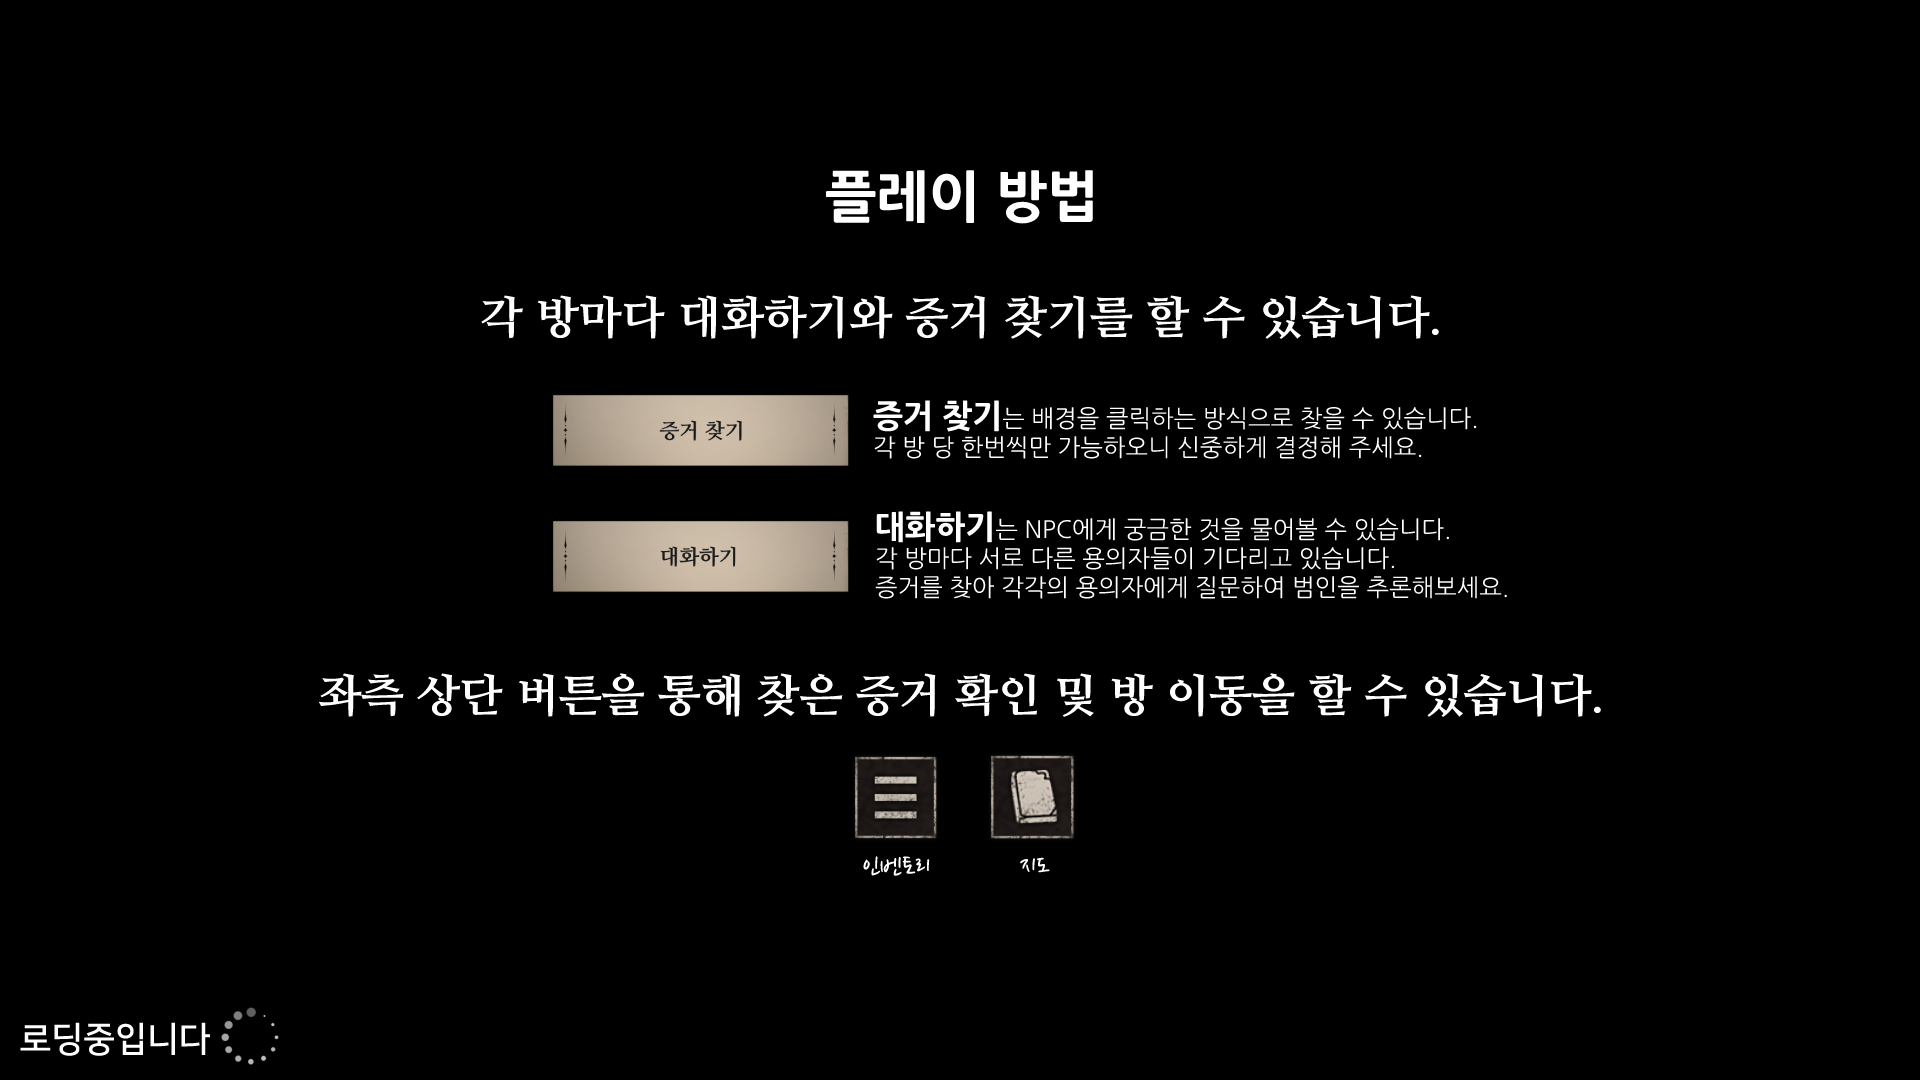 플레이 방법
각 방마다 대화하기와 증거 찾기를 할 수 있습니다.
증거 찾기
증거 찾기는 배경을 클릭하는 방식으로 찾을 수 있습니다.
각 방 당 한번씩만 가능하오니 신중하게 결정해 주세요.
대화하기
대화하기는 NPC에게 궁금한 것을 물어볼 수 있습니다.
각 방마다 서로 다른 용의자들이 기다리고 있습니다.
증거를 찾아 각각의 용의자에게 질문하여 범인을 추론해보세요.
좌측 상단 버튼을 통해 찾은 증거 확인 및 방 이동을 할 수 있습니다.
인벤토리
지도
로딩중입니다